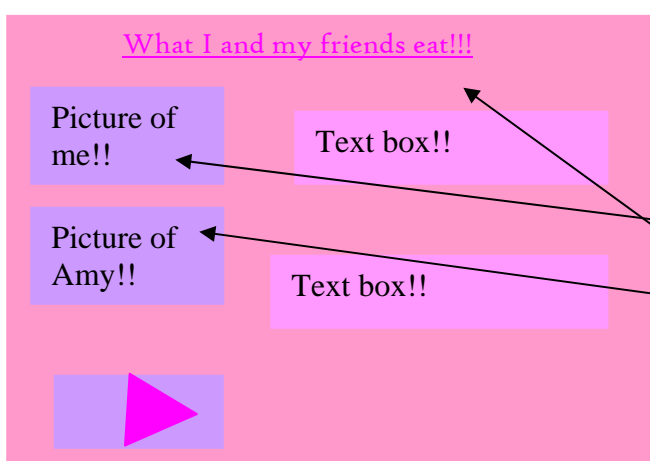 What I and my friends eat!!!
Picture of
me!!
Text box!!
Picture of
Amy!!
Text box!!